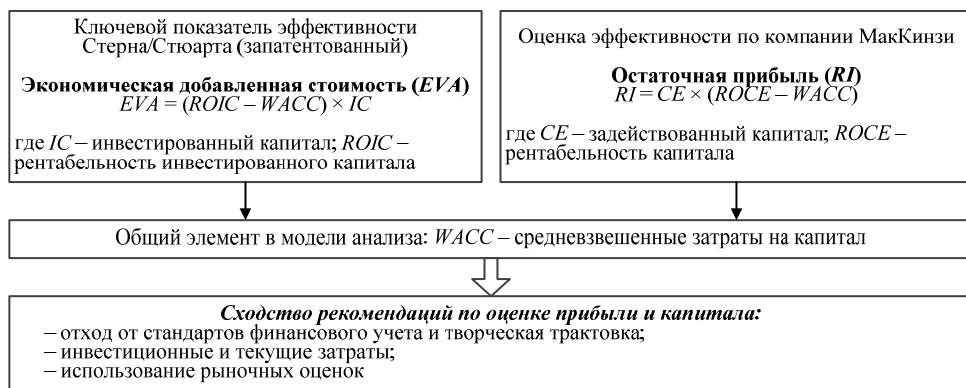 Ключевой показатель эффективности
Стерна/Стюарта (запатентованный)
Экономическая добавленная стоимость (EVA)
EVA = (ROIC – WACC) × IC
где IC – инвестированный капитал; ROIC –
рентабельность инвестированного капитала
Оценка эффективности по компании МакКинзи
Остаточная прибыль (RI)
RI = CE × (ROCE – WACC)
где CE – задействованный капитал; ROCE –
рентабельность капитала
Общий элемент в модели анализа: WACC – средневзвешенные затраты на капитал
Сходство рекомендаций по оценке прибыли и капитала:
– отход от стандартов финансового учета и творческая трактовка;
– инвестиционные и текущие затраты;
– использование рыночных оценок